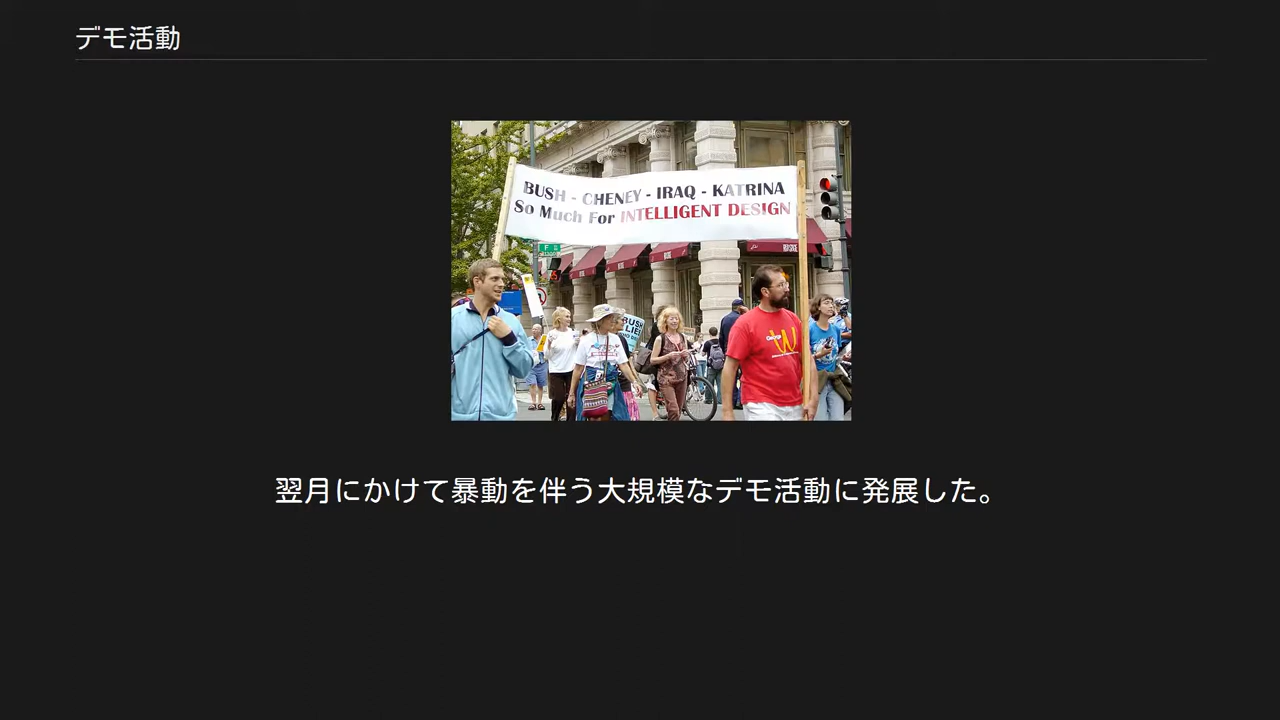 デモ活動
BUSH - CHENEY - IRAQ - KATRINA
So Much For INTELLIGENT DESIGN
BUSH
翌月にかけて暴動を伴う大規模なデモ活動に発展した。